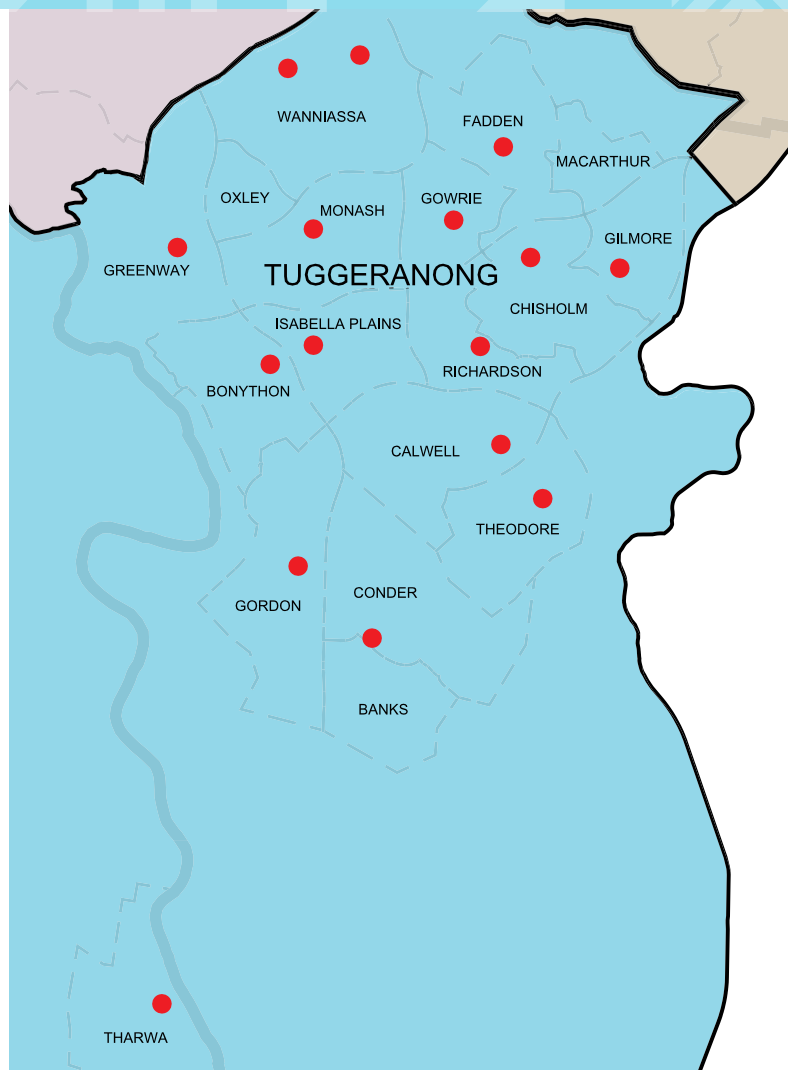 WANNIASSA
FADDEN
MACARTHUR
OXLEY
MONASH
GOWRIE
GILMORE
GREENWAY
TUGGERANONG
CHISHOLM
ISABELLA PLAINS
RICHARDSON
BONYTHON
CALWELL
THEODORE
CONDER
GORDON
BANKS
THARWA